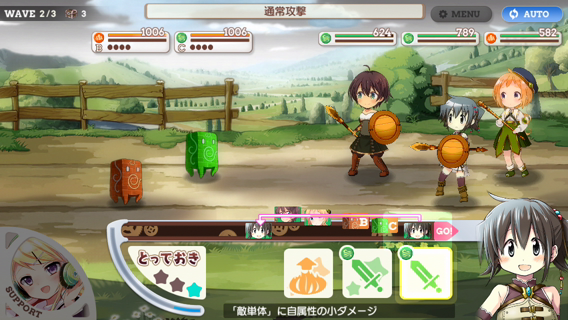 WAVE 2/3 3
通常攻撃
MENU
AUTO
1006
B
1006
C
624
789
582
B
C
GO!
とっておき
SUPPORT
「敵単体」に自属性の小ダメージ